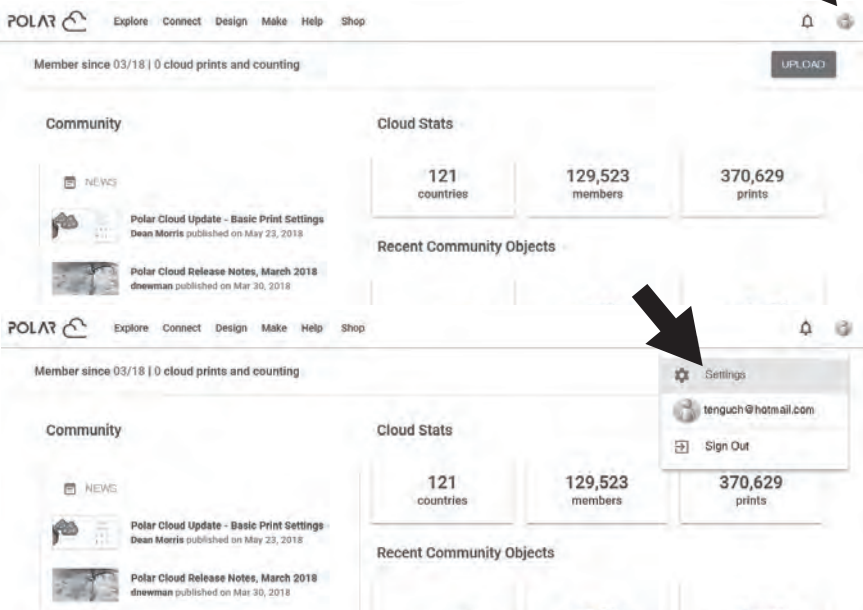 POLAR Explore Connect Design Make Help Shop
Member since 03/18 | 0 cloud prints and counting UPLOAD
Community Cloud Stats
NEWS
121 129,523 370,629
countries members prints
Polar Cloud Update - Basic Print Settings
Dean Morris published on May 23, 2018
Recent Community Objects
Polar Cloud Release Notes, March 2018
dnewman published on Mar 30, 2018
POLAR Explore Connect Design Make Help Shop
Member since 03/18 | 0 cloud prints and counting
Settings
tenguch@hotmail.com
Sign Out
Community Cloud Stats
NEWS
121 129,523 370,629
countries members prints
Polar Cloud Update - Basic Print Settings
Dean Morris published on May 23, 2018
Recent Community Objects
Polar Cloud Release Notes, March 2018
dnewman published on Mar 30, 2018